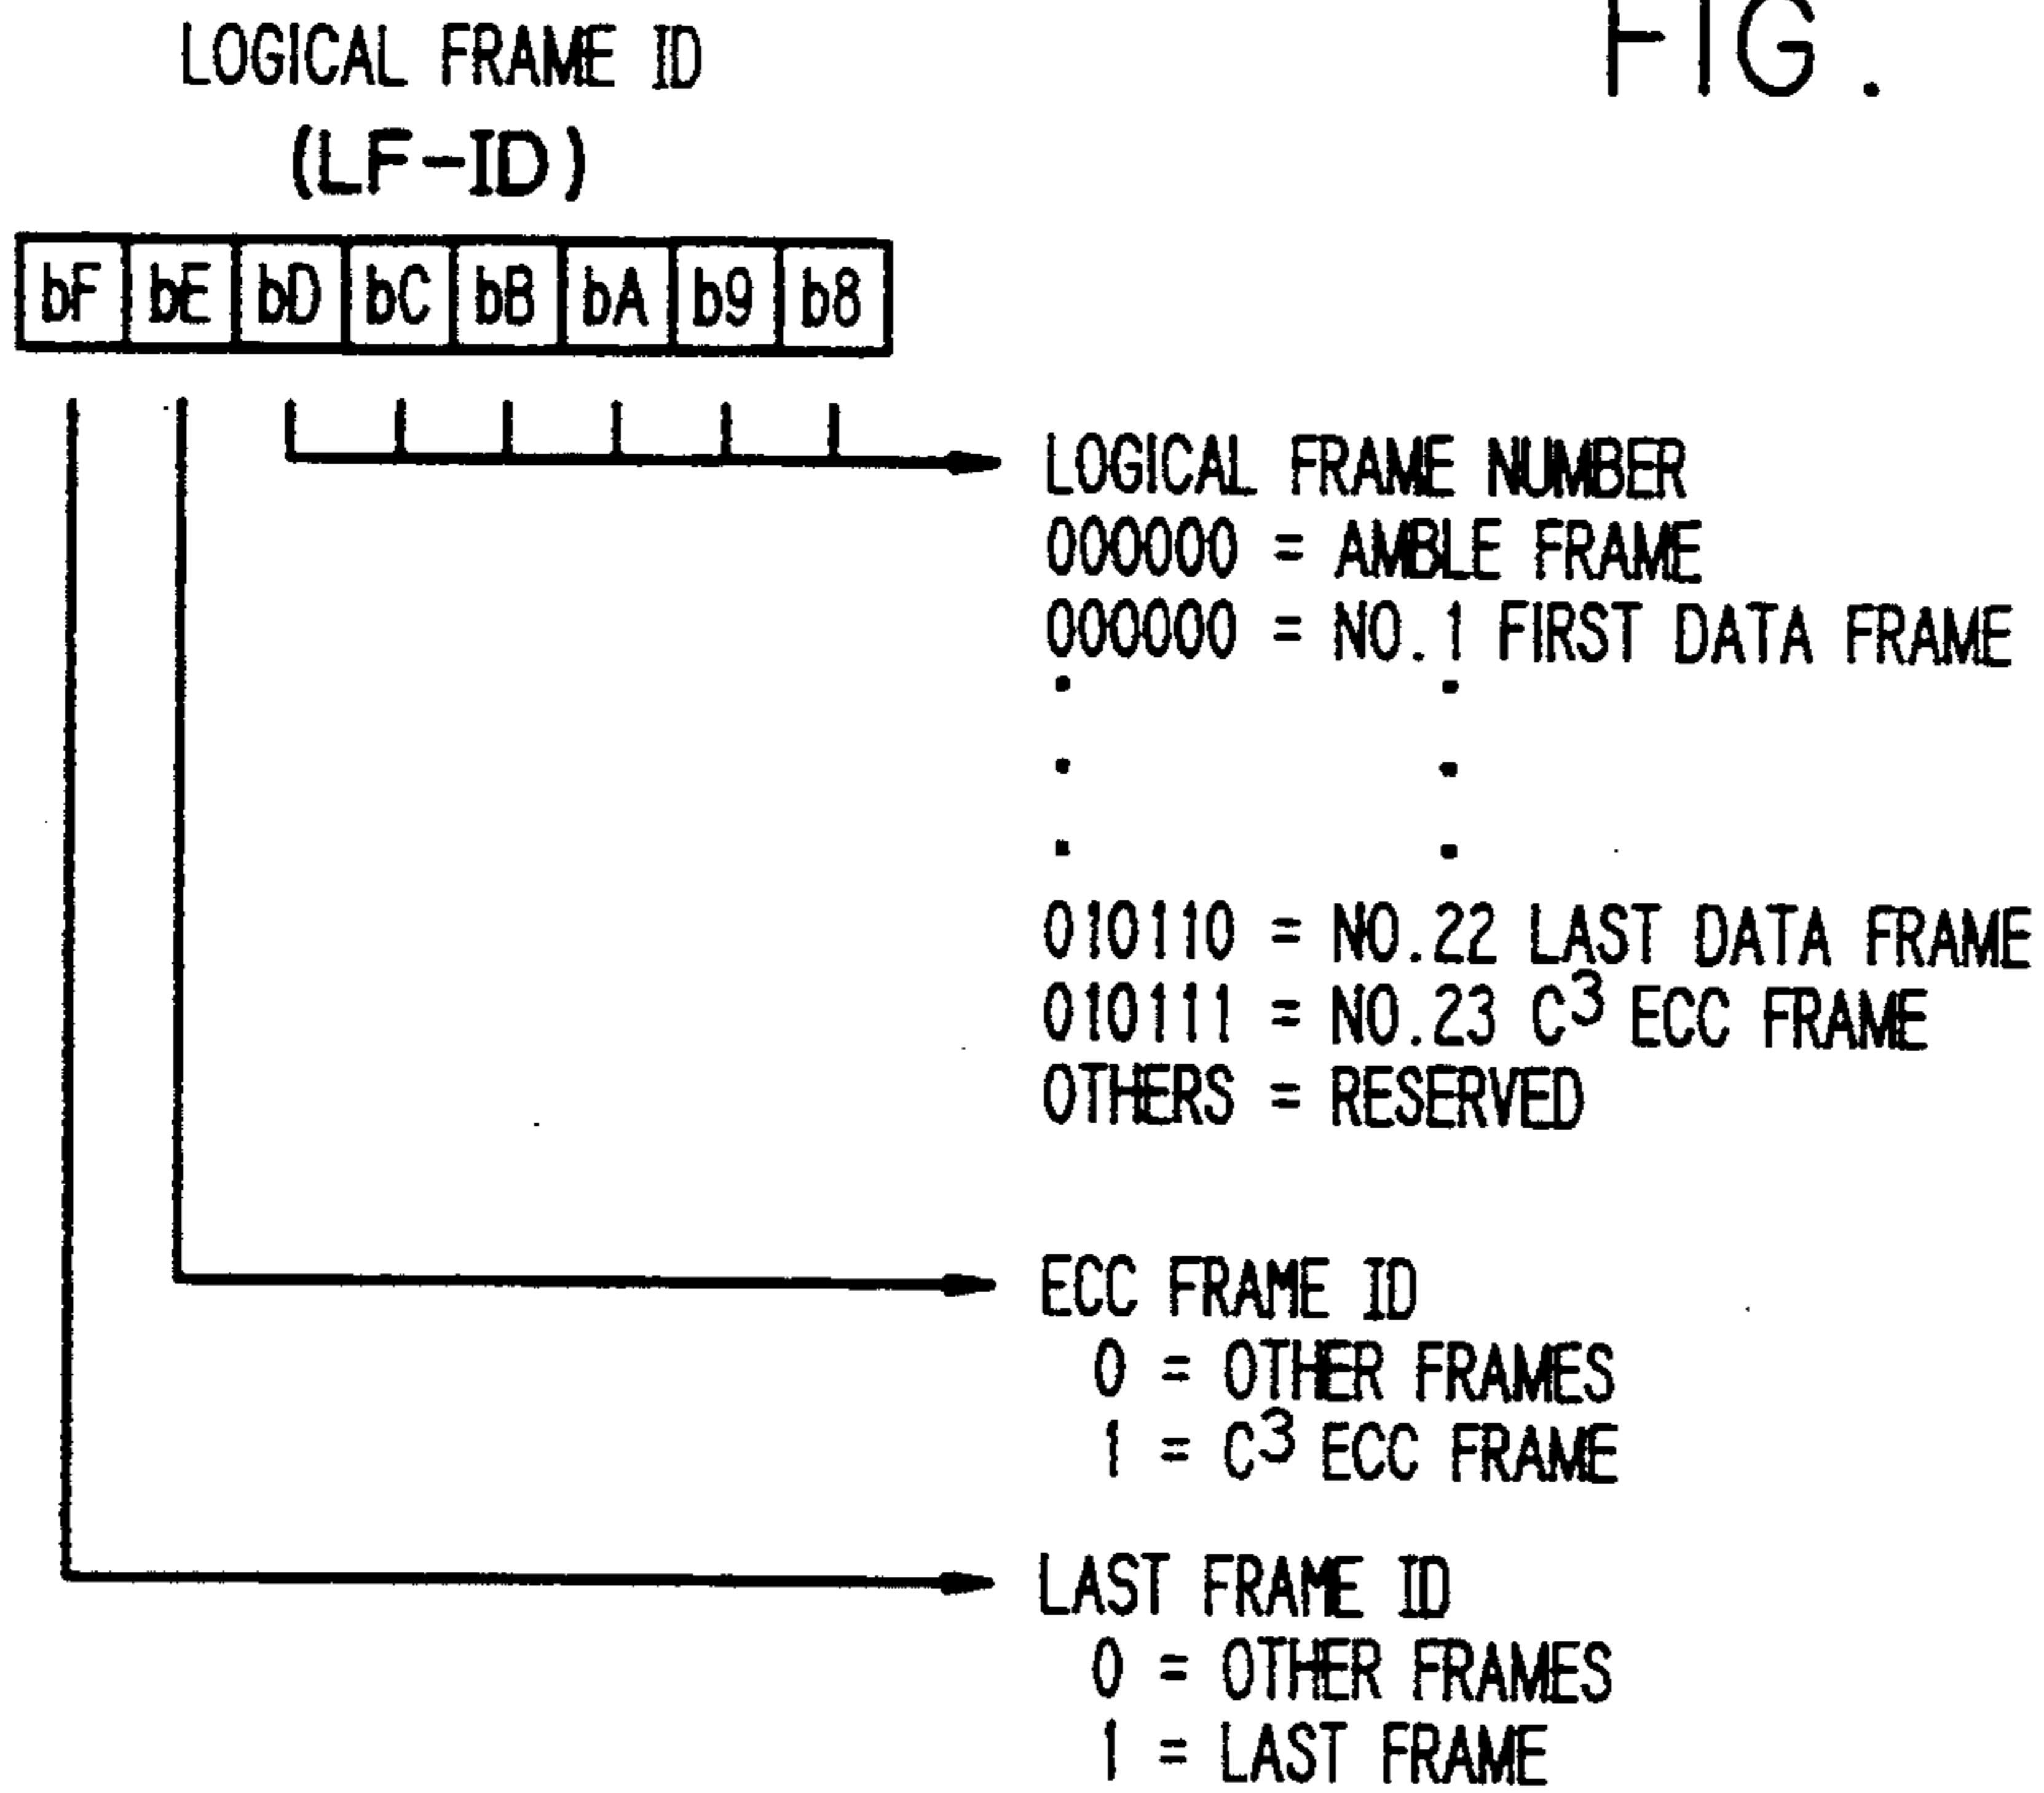 FIG.
LOGICAL FRAME ID
(LF-ID)
bF bE bD bC bB bA b9 b8
LOGICAL FRAME NUMBER
000000 = AMBLE FRAME
000000 = NO.1 FIRST DATA FRAME
010110 = NO.22 LAST DATA FRAME
010111 = NO.23 C³ ECC FRAME
OTHERS = RESERVED
ECC FRAME ID
0 = OTHER FRAMES
1 = C³ ECC FRAME
LAST FRAME ID
0 = OTHER FRAMES
1 = LAST FRAME